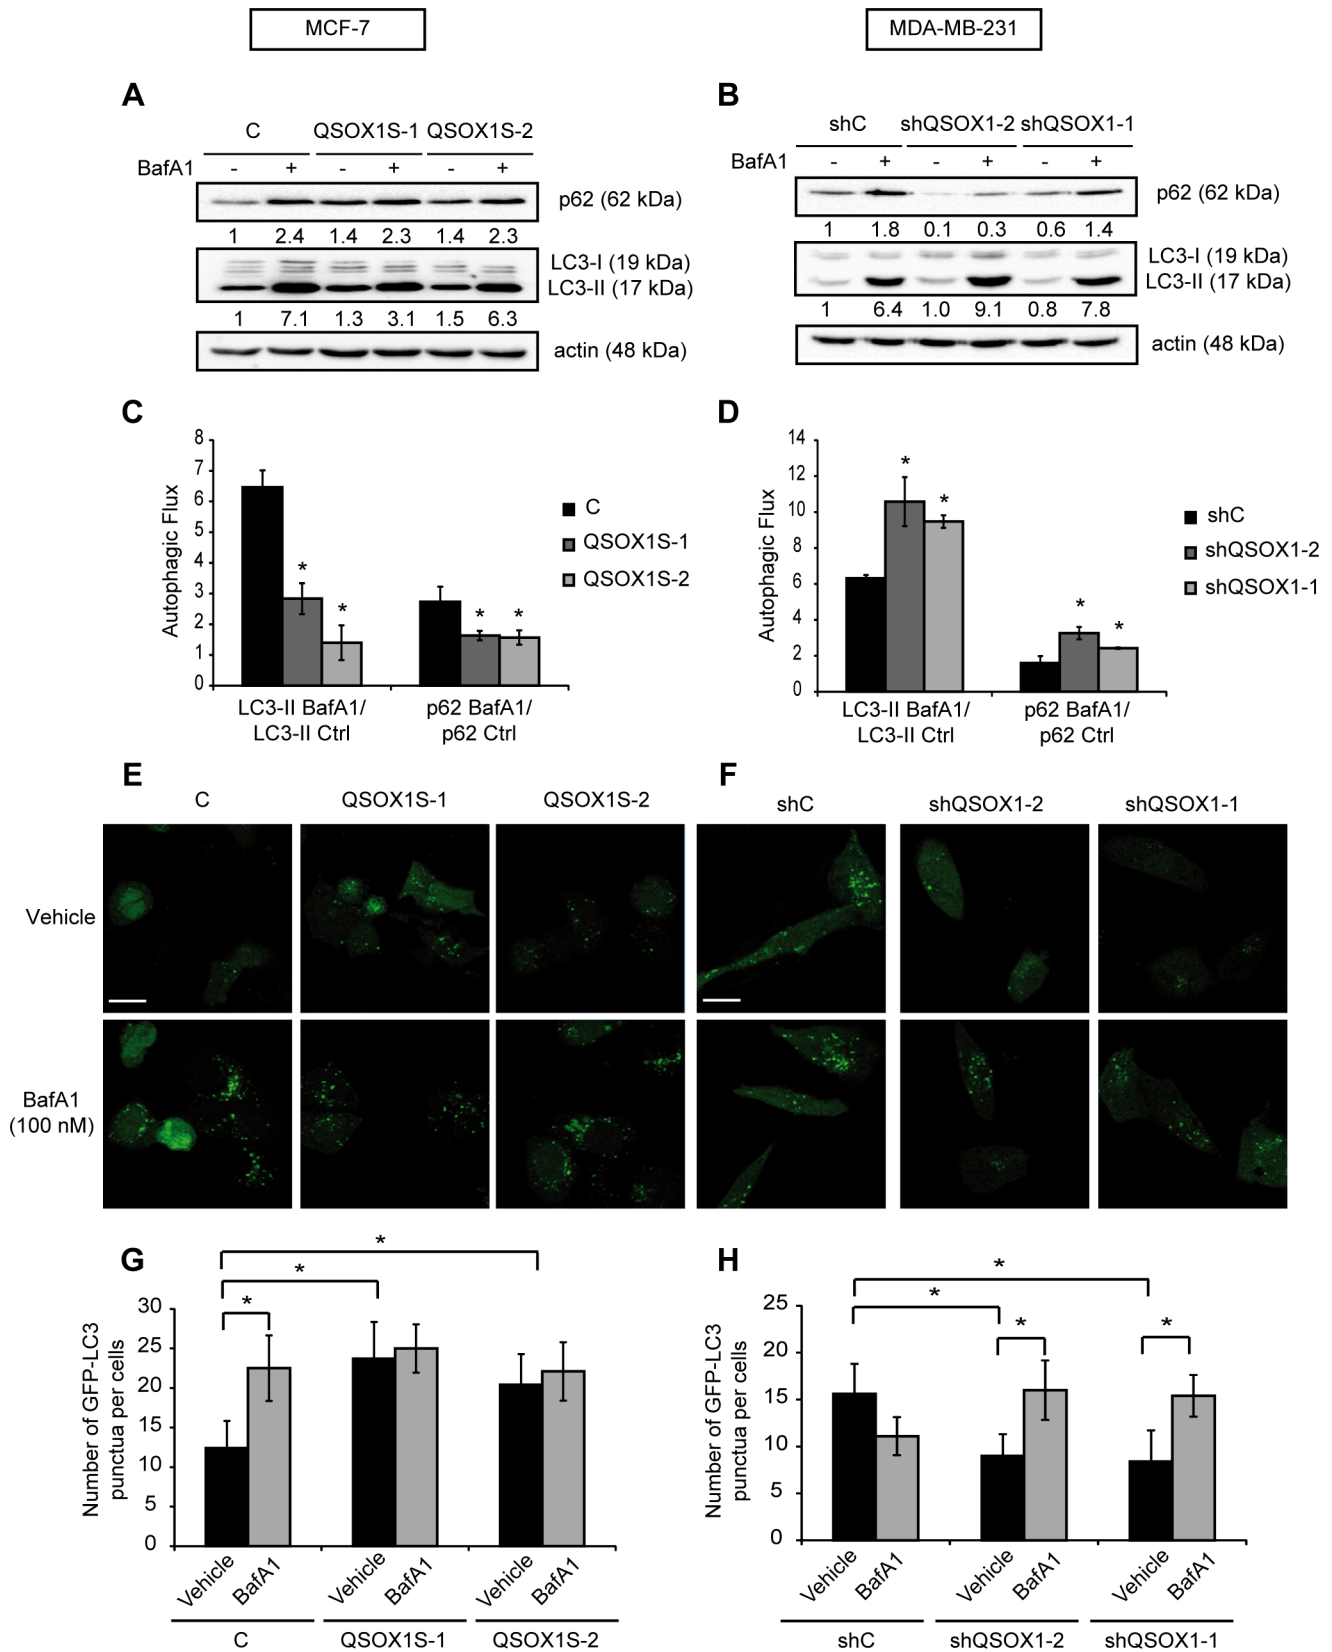 MCF-7
MDA-MB-231
A
C QSOX1S-1 QSOX1S-2
BafA1 - + - + - +
p62 (62 kDa)
1 2.4 1.4 2.3 1.4 2.3
LC3-I (19 kDa)
LC3-II (17 kDa)
1 7.1 1.3 3.1 1.5 6.3
actin (48 kDa)
B
shC shQSOX1-2 shQSOX1-1
BafA1 - + - + - +
p62 (62 kDa)
1 1.8 0.1 0.3 0.6 1.4
LC3-I (19 kDa)
LC3-II (17 kDa)
1 6.4 1.0 9.1 0.8 7.8
actin (48 kDa)
C
Autophagic Flux
8
7
6
5
4
3
2
1
0
* * * *
LC3-II BafA1/
LC3-II Ctrl
p62 BafA1/
p62 Ctrl
C
QSOX1S-1
QSOX1S-2
D
Autophagic Flux
14
12
10
8
6
4
2
0
* * * *
LC3-II BafA1/
LC3-II Ctrl
p62 BafA1/
p62 Ctrl
shC
shQSOX1-2
shQSOX1-1
E
C QSOX1S-1 QSOX1S-2
F
shC shQSOX1-2 shQSOX1-1
Vehicle
BafA1
(100 nM)
G
Number of GFP-LC3
punctua per cells
30
25
20
15
10
5
0
*
*
*
Vehicle BafA1 Vehicle BafA1 Vehicle BafA1
C QSOX1S-1 QSOX1S-2
H
Number of GFP-LC3
punctua per cells
25
20
15
10
5
0
*
*
* *
Vehicle BafA1 Vehicle BafA1 Vehicle BafA1
shC shQSOX1-2 shQSOX1-1